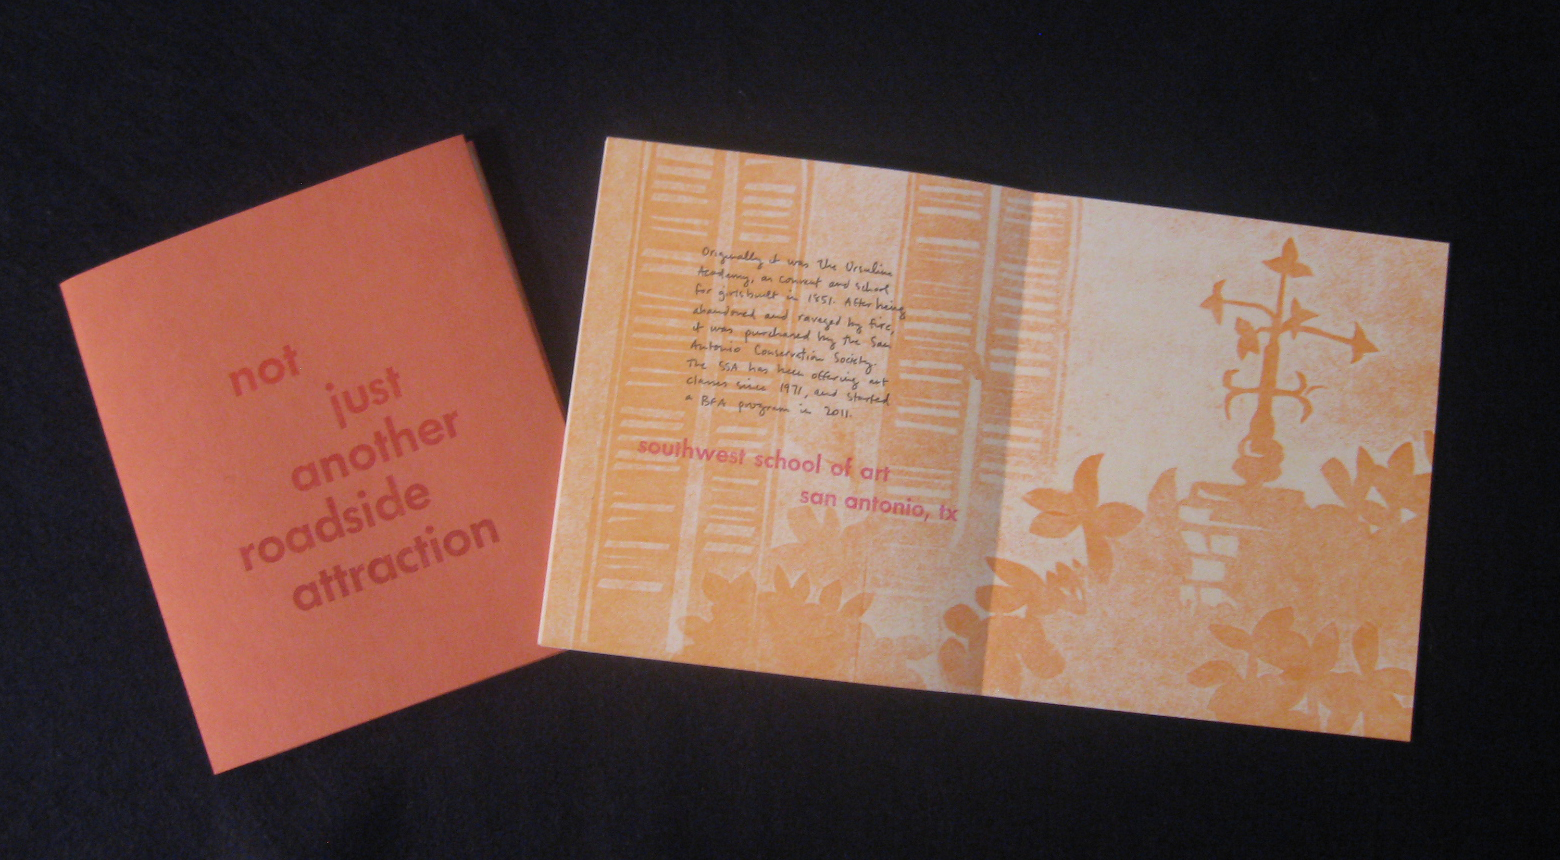 not
just
another
roadside
attraction
Originally it was the Ursuline
Academy, an convent and school
for girls built in 1851. After being
abandoned and ravaged by fire,
it was purchased by the San
Antonio Conservation Society.
The SSA has been offering art
classes since 1971, and started
a BFA program in 2011.
southwest school of art
san antonio, tx